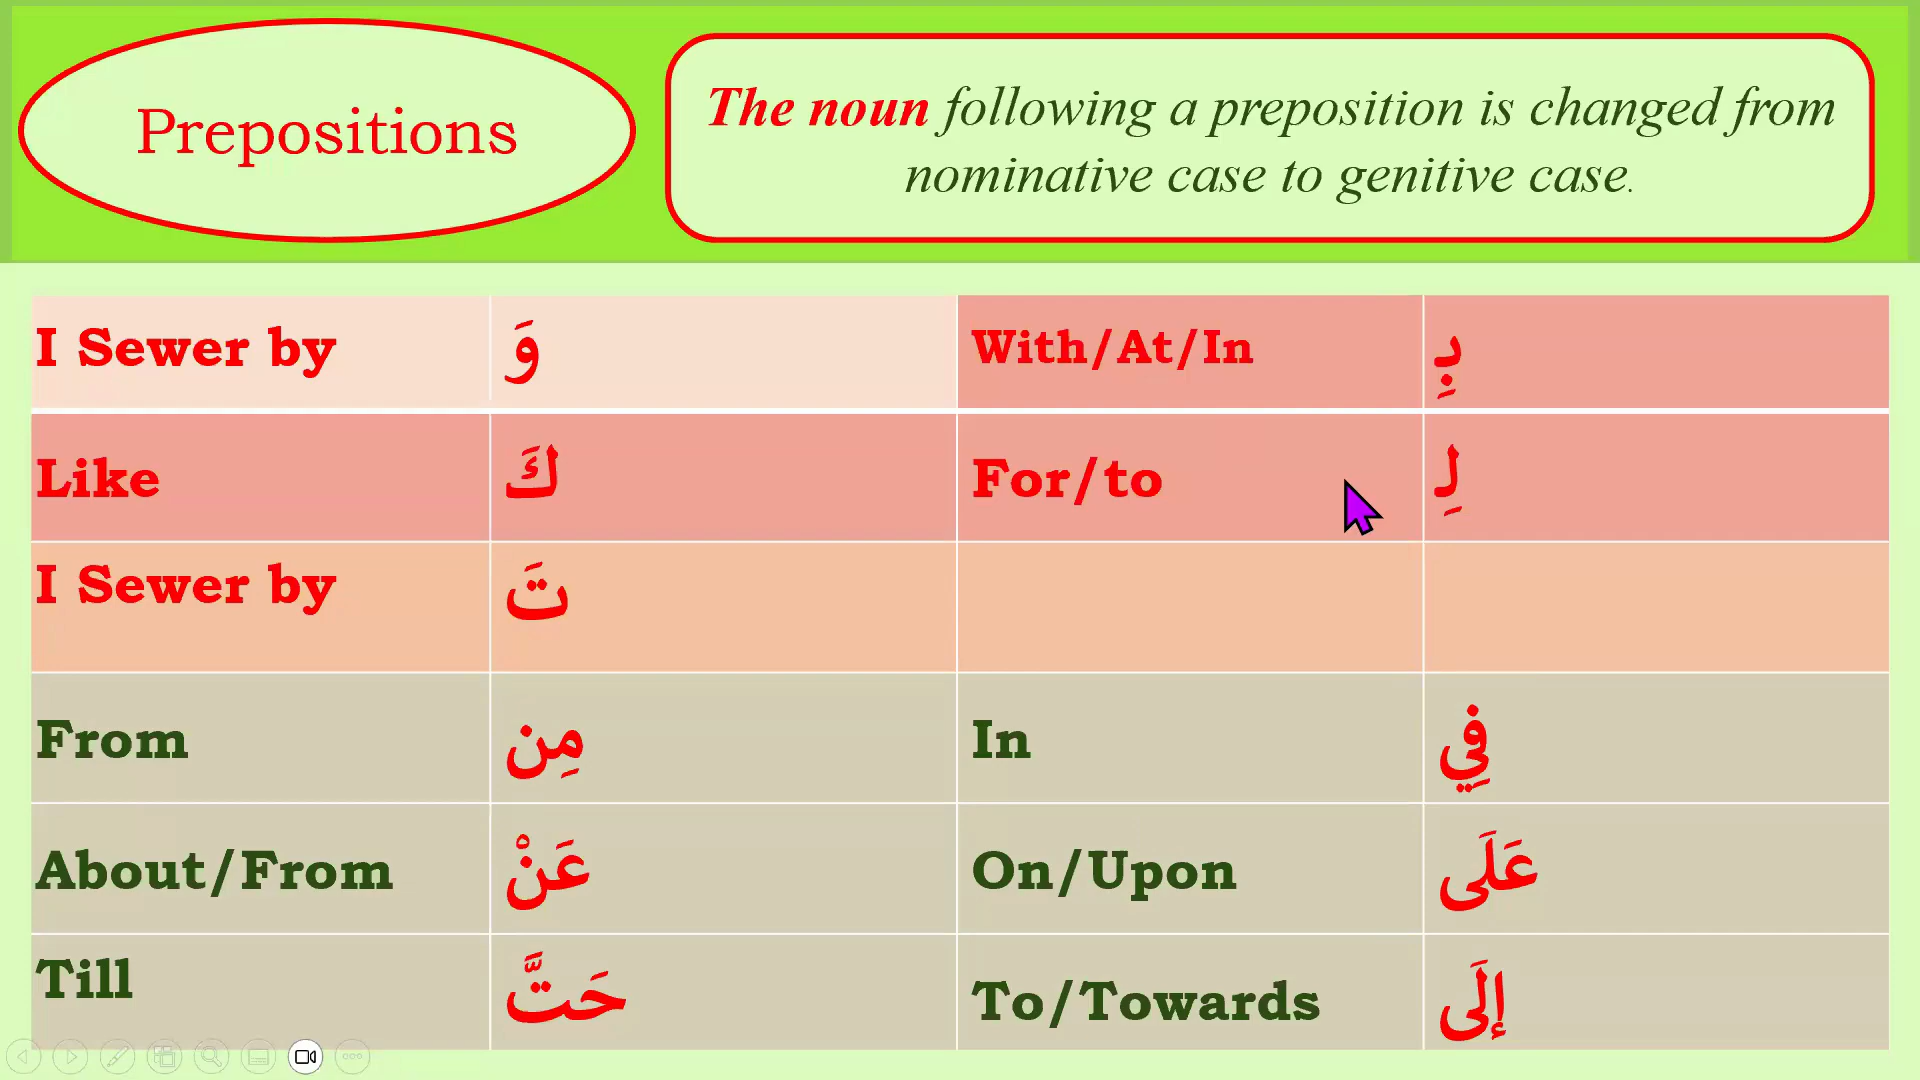 Prepositions
The noun following a preposition is changed from
nominative case to genitive case.
I Sewer by وَ With/At/In بِـ
Like كَ For/to لِـ
I Sewer by تَ
From مِن In فِي
About/From عَنْ On/Upon عَلَى
Till حَتَّ To/Towards إلَى